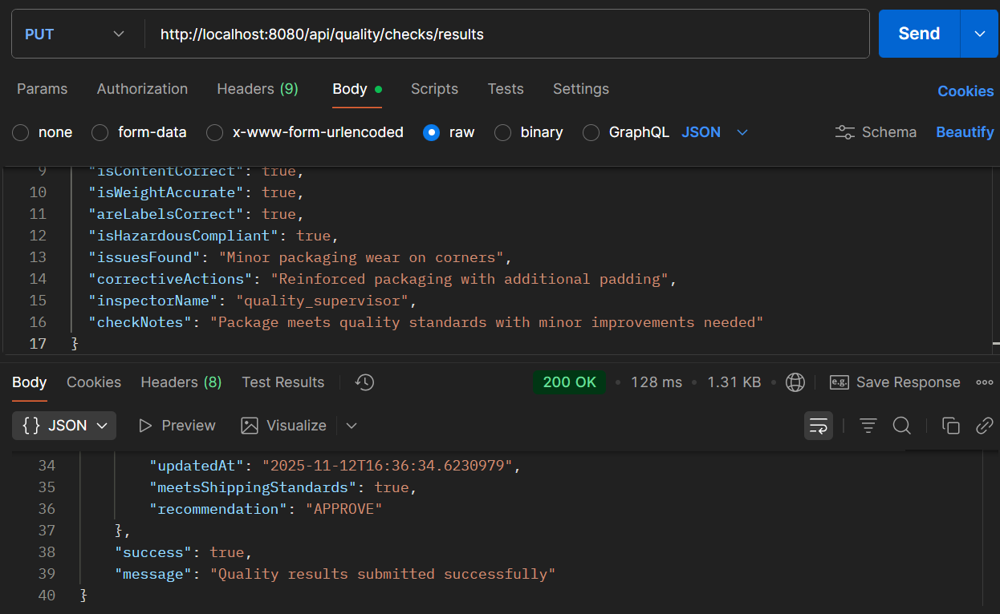 PUT http://localhost:8080/api/quality/checks/results Send
Params Authorization Headers (9) Body Scripts Tests Settings Cookies
none form-data x-www-form-urlencoded raw binary GraphQL JSON Schema Beautify
9 "isContentCorrect": true,
10 "isWeightAccurate": true,
11 "areLabelsCorrect": true,
12 "isHazardousCompliant": true,
13 "issuesFound": "Minor packaging wear on corners",
14 "correctiveActions": "Reinforced packaging with additional padding",
15 "inspectorName": "quality_supervisor",
16 "checkNotes": "Package meets quality standards with minor improvements needed"
17 }
Body Cookies Headers (8) Test Results 200 OK • 128 ms • 1.31 KB • e.g. Save Response
{} JSON Preview Visualize
34 "updatedAt": "2025-11-12T16:36:34.6230979",
35 "meetsShippingStandards": true,
36 "recommendation": "APPROVE"
37 },
38 "success": true,
39 "message": "Quality results submitted successfully"
40 }